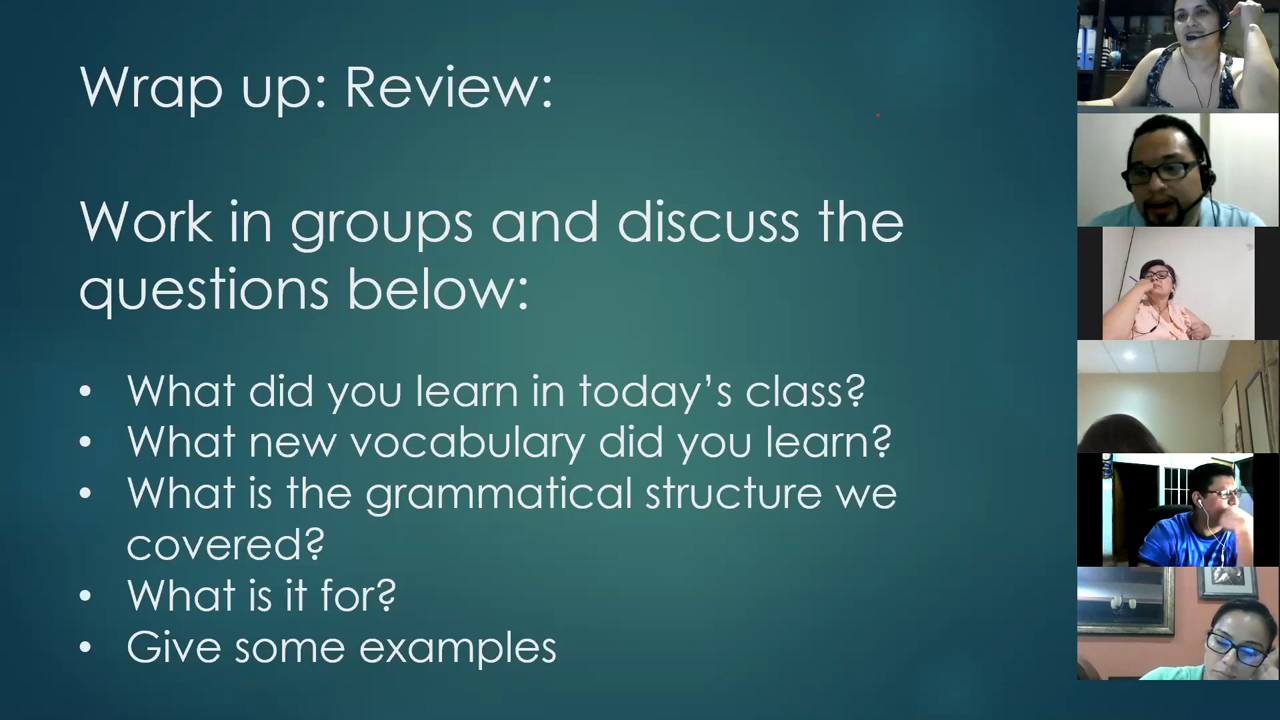 Wrap up: Review:
Work in groups and discuss the
questions below:
• What did you learn in today’s class?
• What new vocabulary did you learn?
• What is the grammatical structure we
covered?
• What is it for?
• Give some examples